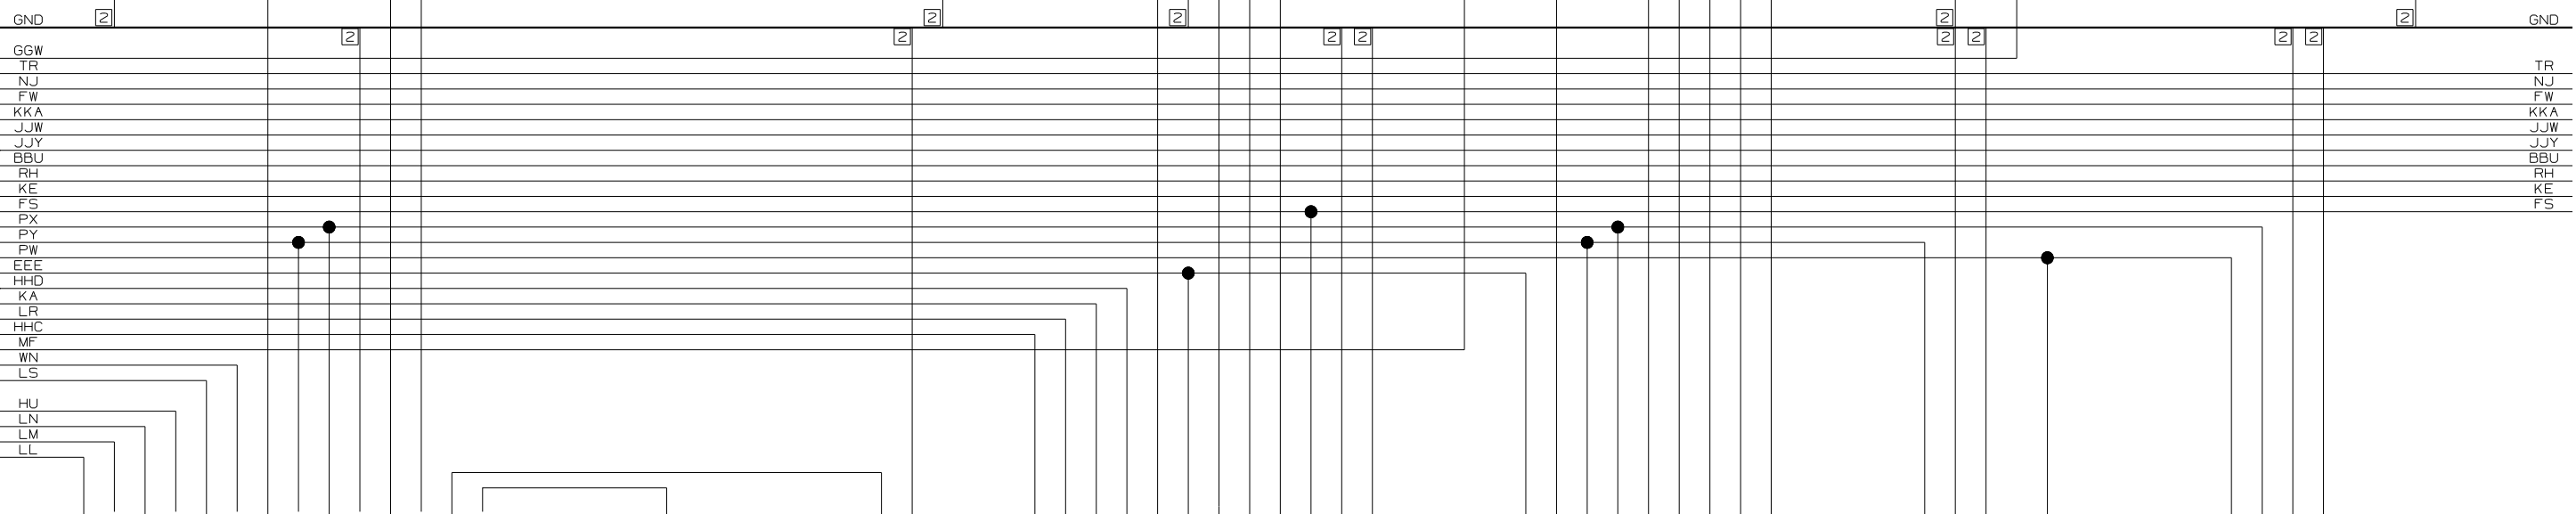 GND 2 2 2 2 2 GND
2 2 2 2 2 2 2 2
GGW
TR TR
NJ NJ
FW FW
KKA KKA
JJW JJW
JJY JJY
BBU BBU
RH RH
KE KE
FS FS
PX
PY
PW
EEE
HHD
KA
LR
HHC
MF
WN
LS
HU
LN
LM
LL